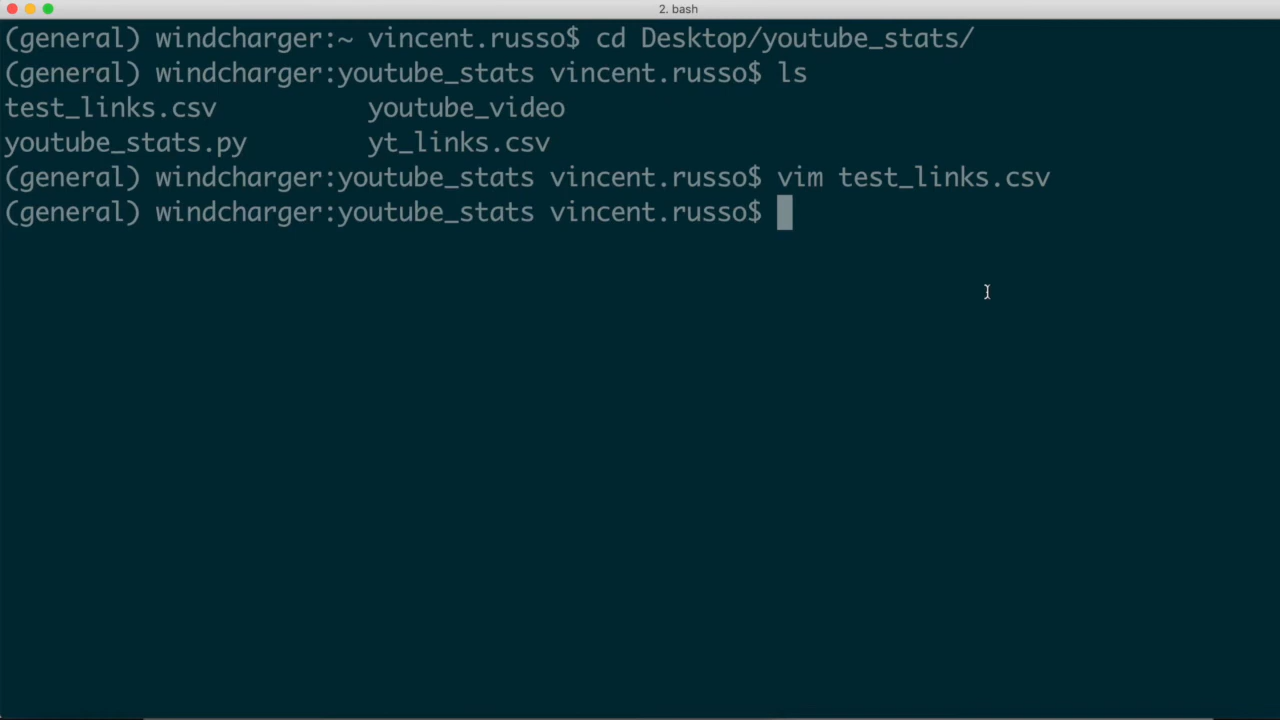 2. bash
(general) windcharger:~ vincent.russo$ cd Desktop/youtube_stats/
(general) windcharger:youtube_stats vincent.russo$ ls
test_links.csv youtube_video
youtube_stats.py yt_links.csv
(general) windcharger:youtube_stats vincent.russo$ vim test_links.csv
(general) windcharger:youtube_stats vincent.russo$